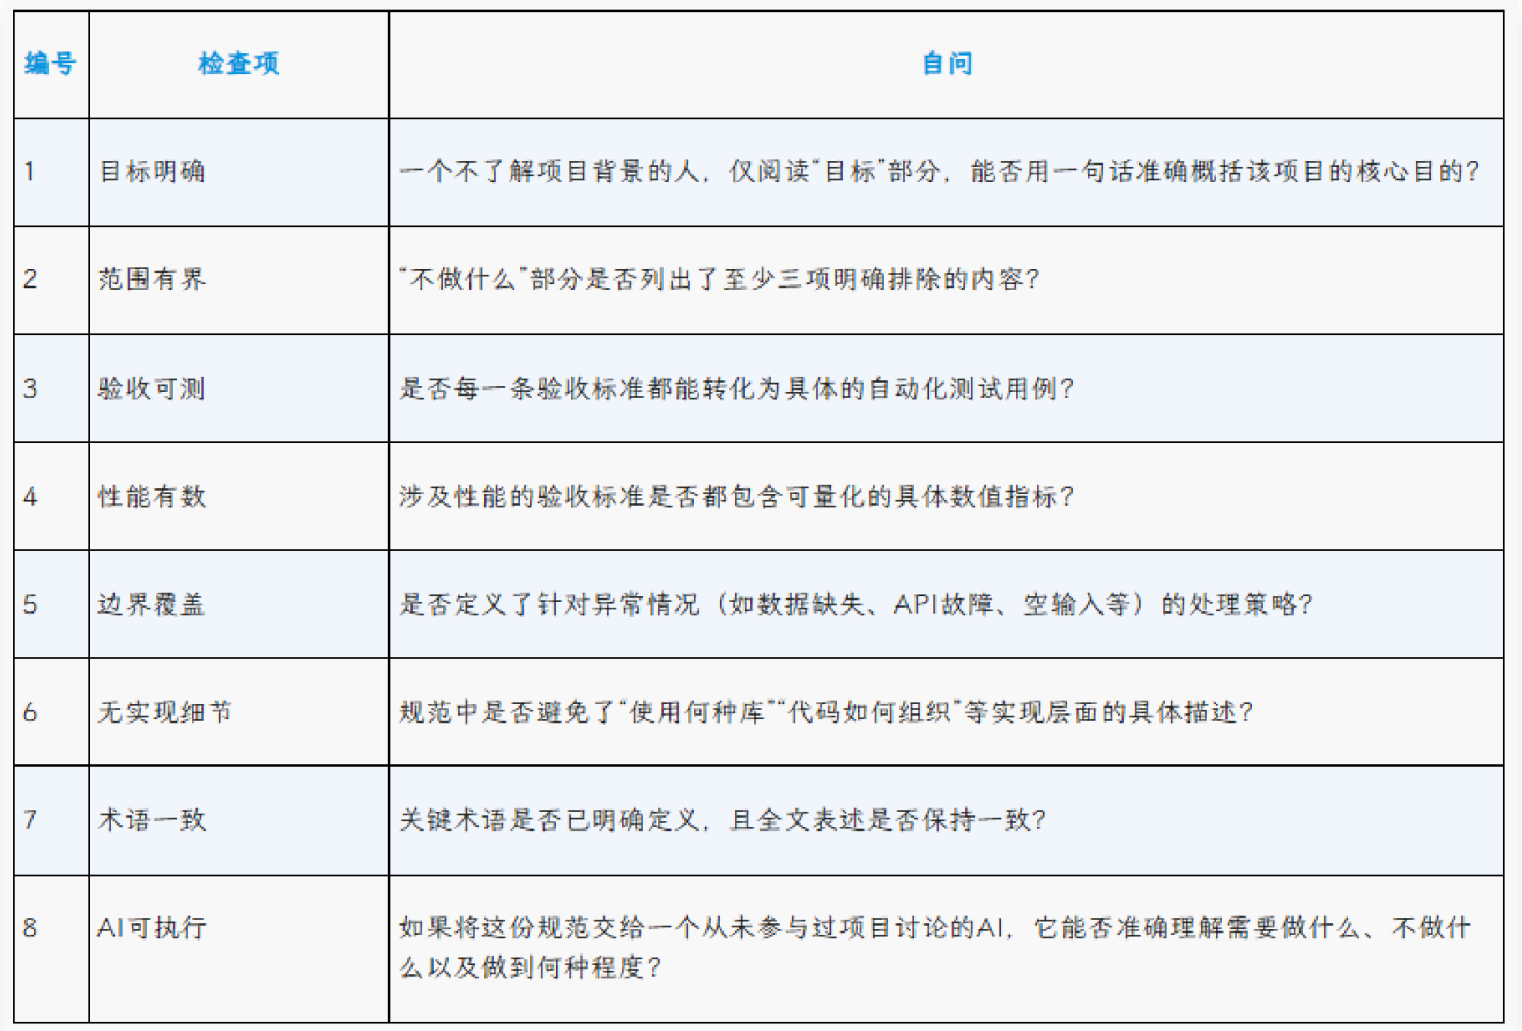 编号 检查项 自问
1 目标明确 一个不了解项目背景的人，仅阅读“目标”部分，能否用一句话准确概括该项目的核心目的？
2 范围有界 “不做什么”部分是否列出了至少三项明确排除的内容？
3 验收可测 是否每一条验收标准都能转化为具体的自动化测试用例？
4 性能有数 涉及性能的验收标准是否都包含可量化的具体数值指标？
5 边界覆盖 是否定义了针对异常情况（如数据缺失、API故障、空输入等）的处理策略？
6 无实现细节 规范中是否避免了“使用何种库”“代码如何组织”等实现层面的具体描述？
7 术语一致 关键术语是否已明确定义，且全文表述是否保持一致？
8 AI可执行 如果将这份规范交给一个从未参与过项目讨论的AI，它能否准确理解需要做什么、不做什
么以及做到何种程度？